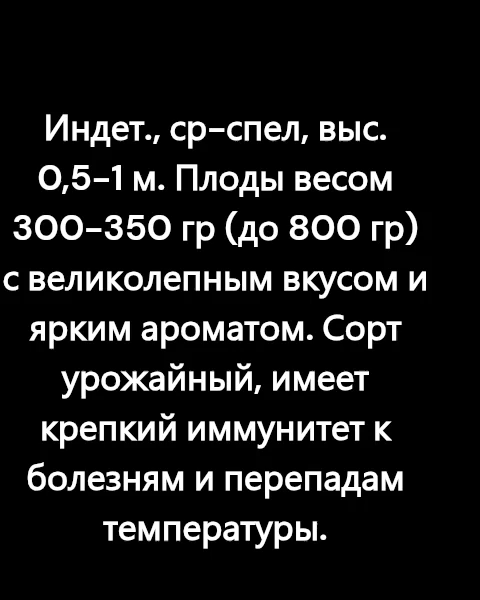 Индет., ср-спел, выс.
0,5-1 м. Плоды весом
300-350 гр (до 800 гр)
с великолепным вкусом и
ярким ароматом. Сорт
урожайный, имеет
крепкий иммунитет к
болезням и перепадам
температуры.